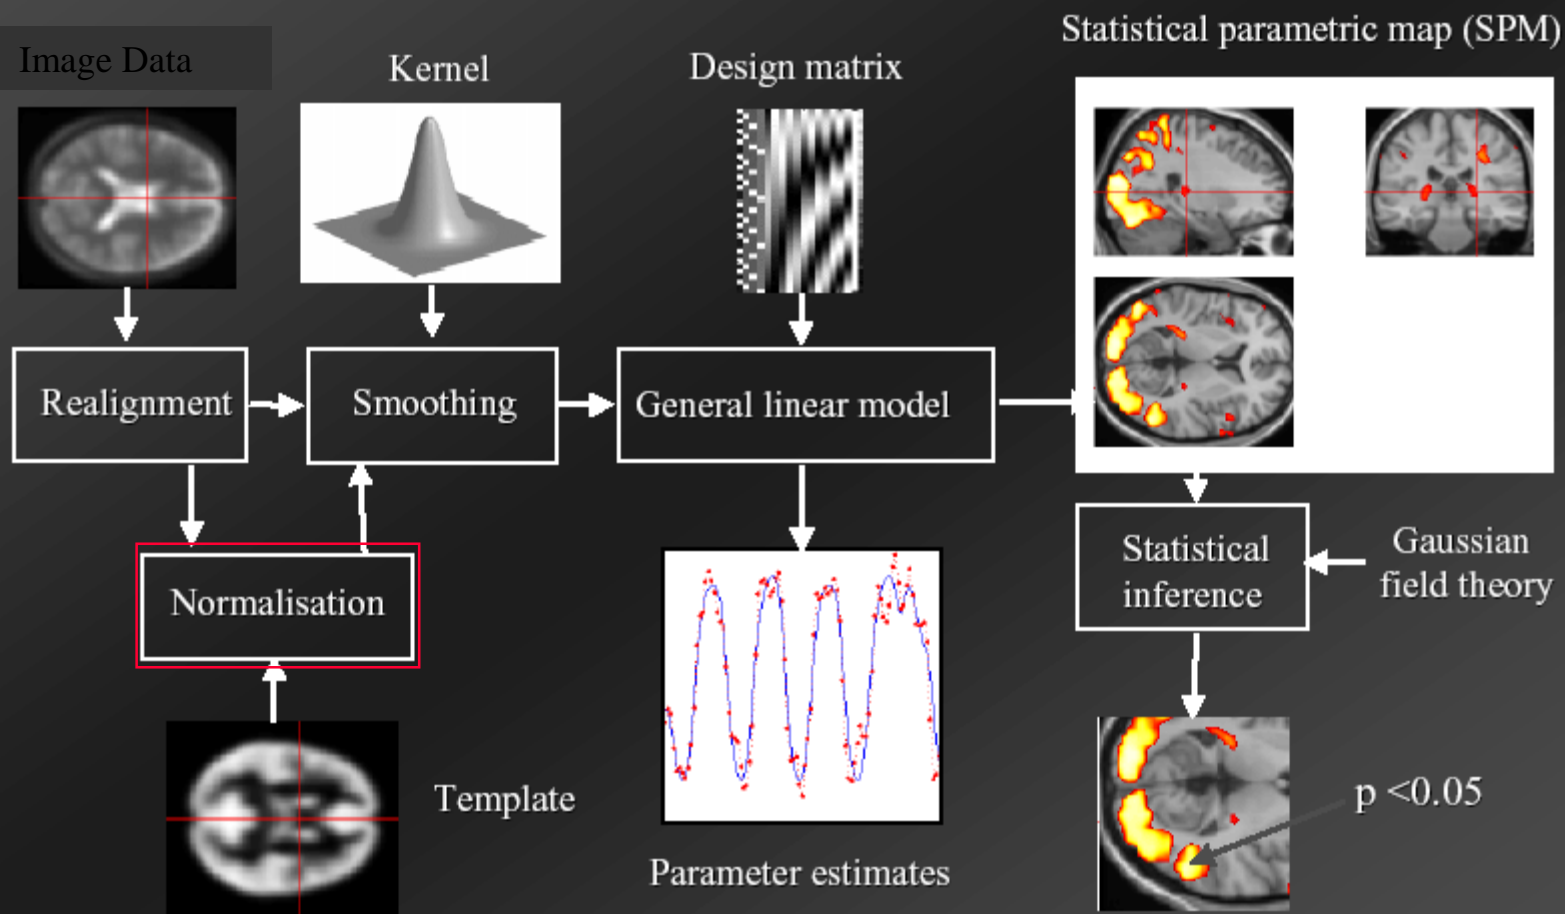 Image Data
Kernel
Design matrix
Statistical parametric map (SPM)
Realignment
Smoothing
General linear model
Normalisation
Statistical
inference
Gaussian
field theory
Template
Parameter estimates
p <0.05